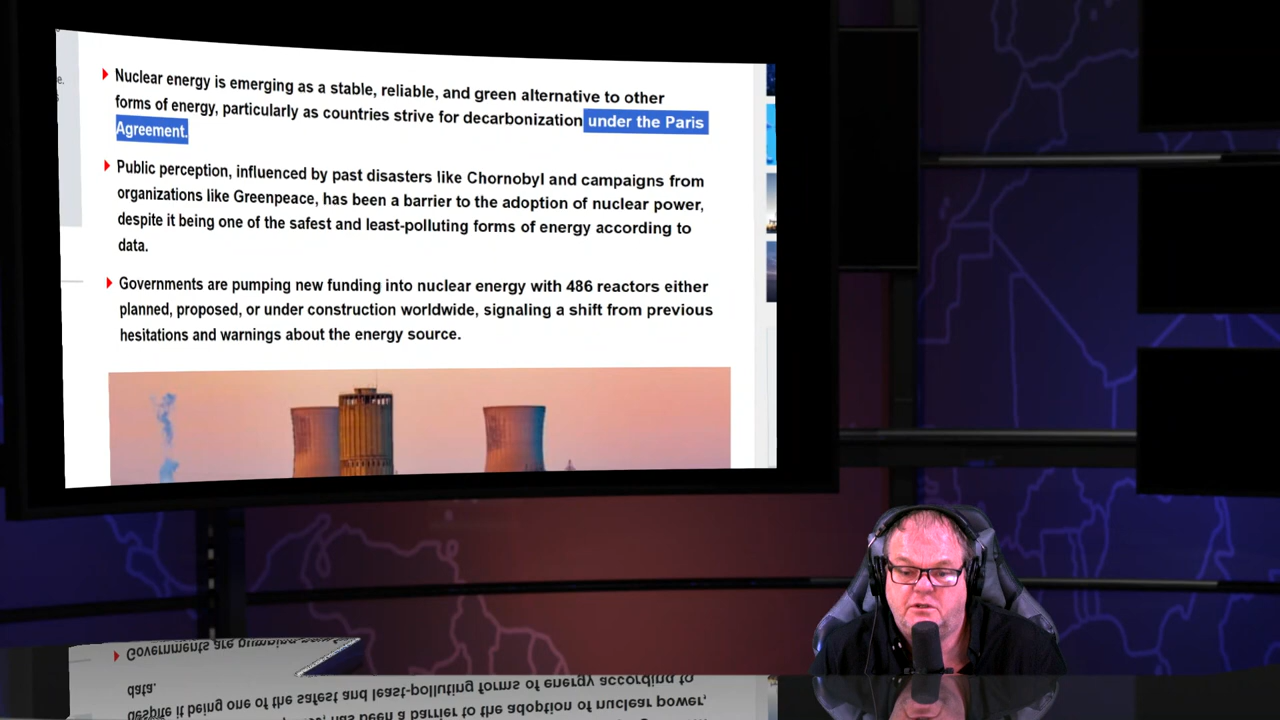 Nuclear energy is emerging as a stable, reliable, and green alternative to other
forms of energy, particularly as countries strive for decarbonization under the Paris
Agreement.
Public perception, influenced by past disasters like Chornobyl and campaigns from
organizations like Greenpeace, has been a barrier to the adoption of nuclear power,
despite it being one of the safest and least-polluting forms of energy according to
data.
Governments are pumping new funding into nuclear energy with 486 reactors either
planned, proposed, or under construction worldwide, signaling a shift from previous
hesitations and warnings about the energy source.